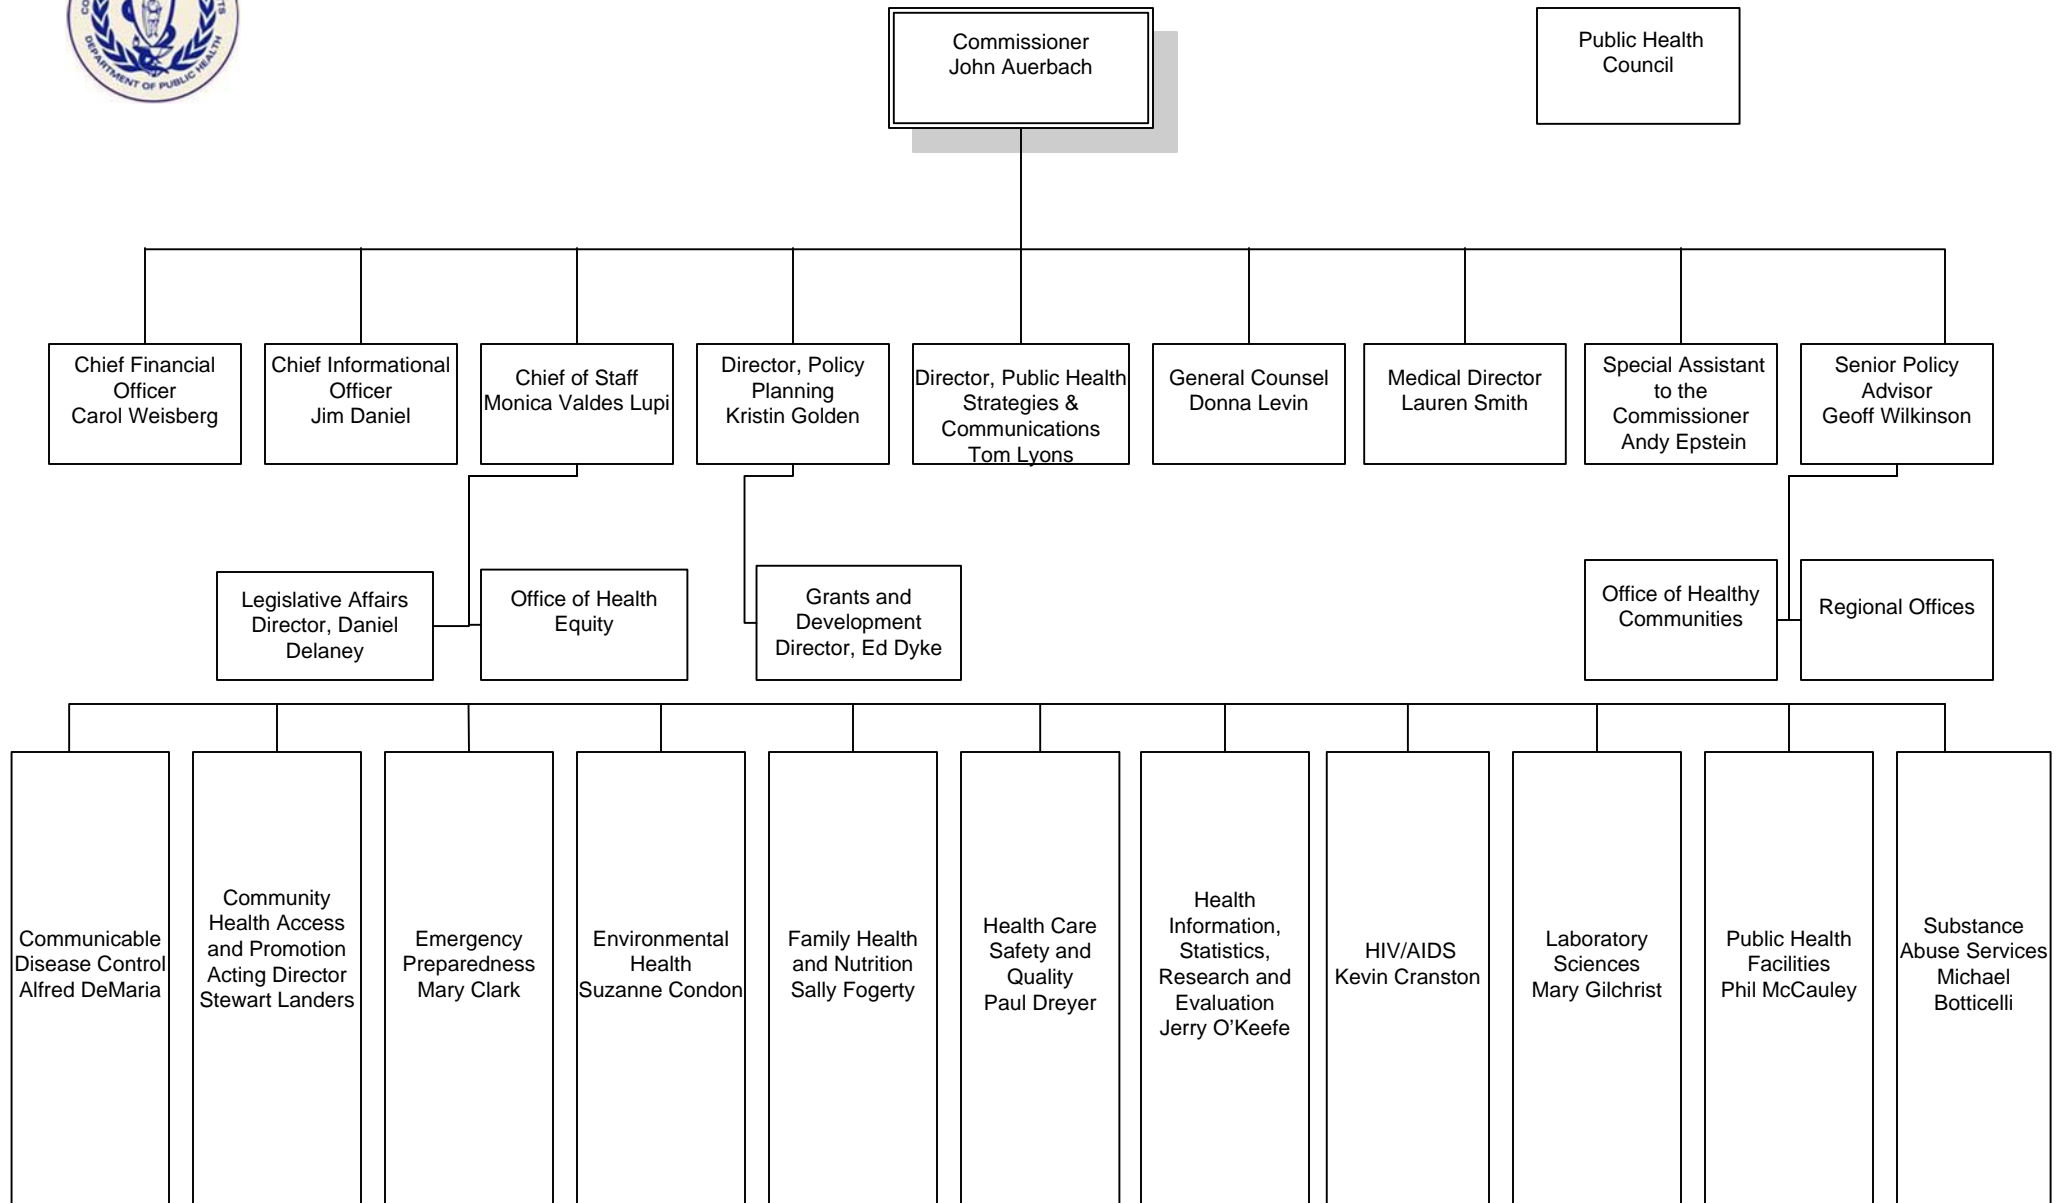 DEPARTMENT OF PUBLIC HEALTH
Commissioner
John Auerbach
Public Health
Council
Chief Financial
Officer
Carol Weisberg
Chief Informational
Officer
Jim Daniel
Chief of Staff
Monica Valdes Lupi
Director, Policy
Planning
Kristin Golden
Director, Public Health
Strategies &
Communications
Tom Lyons
General Counsel
Donna Levin
Medical Director
Lauren Smith
Special Assistant
to the
Commissioner
Andy Epstein
Senior Policy
Advisor
Geoff Wilkinson
Legislative Affairs
Director, Daniel
Delaney
Office of Health
Equity
Grants and
Development
Director, Ed Dyke
Office of Healthy
Communities
Regional Offices
Communicable
Disease Control
Alfred DeMaria
Community
Health Access
and Promotion
Acting Director
Stewart Landers
Emergency
Preparedness
Mary Clark
Environmental
Health
Suzanne Condon
Family Health
and Nutrition
Sally Fogerty
Health Care
Safety and
Quality
Paul Dreyer
Health
Information,
Statistics,
Research and
Evaluation
Jerry O'Keefe
HIV/AIDS
Kevin Cranston
Laboratory
Sciences
Mary Gilchrist
Public Health
Facilities
Phil McCauley
Substance
Abuse Services
Michael
Botticelli